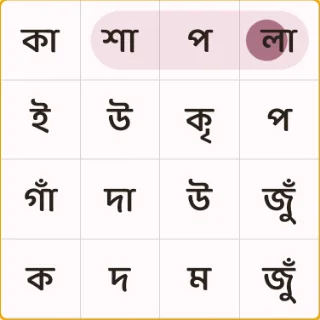 কা শা প লা
ই উ কৃ প
গাঁ দা উ জুঁ
ক দ ম জুঁ